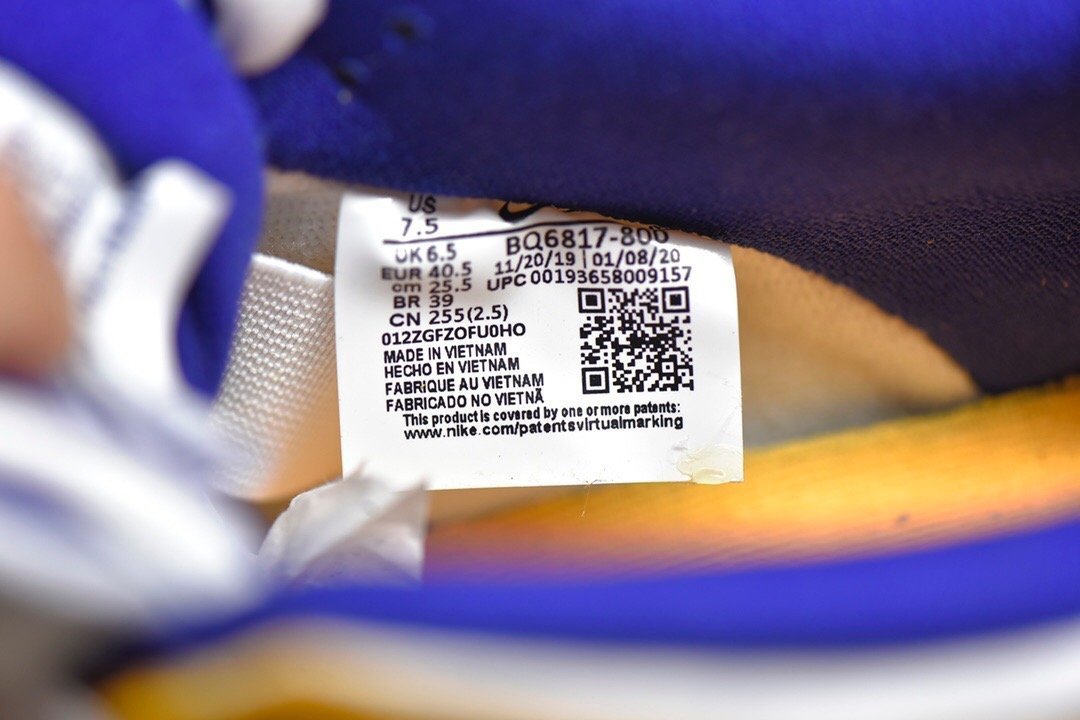 US
7.5
UK 6.5
EUR 40.5
cm 25.5
BR 39
CN 255(2.5)
BQ6817-800
11/20/19 | 01/08/20
UPC 00193658009157
012ZGFZOFU0HO
MADE IN VIETNAM
HECHO EN VIETNAM
FABRIQUE AU VIETNAM
FABRICADO NO VIETNÃ
This product is covered by one or more patents:
www.nike.com/patentsvirtualmarking